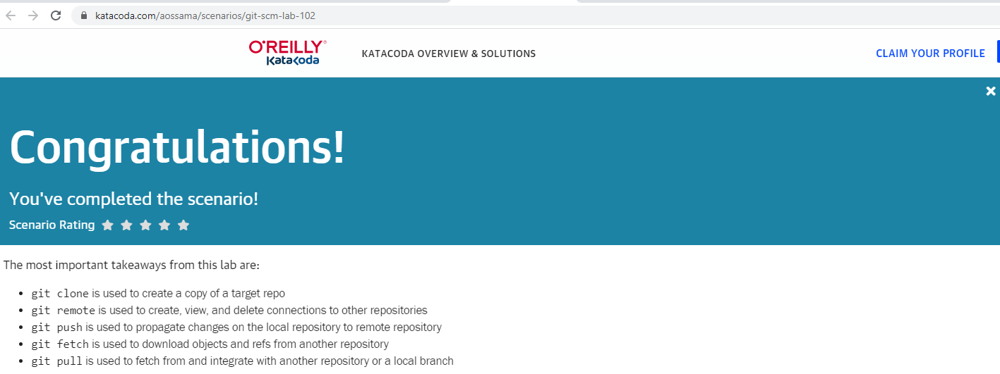 katacoda.com/aossama/scenarios/git-scm-lab-102
O'REILLY®
Katacoda
KATACODA OVERVIEW & SOLUTIONS
CLAIM YOUR PROFILE
Congratulations!
You've completed the scenario!
Scenario Rating
The most important takeaways from this lab are:
• git clone is used to create a copy of a target repo
• git remote is used to create, view, and delete connections to other repositories
• git push is used to propagate changes on the local repository to remote repository
• git fetch is used to download objects and refs from another repository
• git pull is used to fetch from and integrate with another repository or a local branch